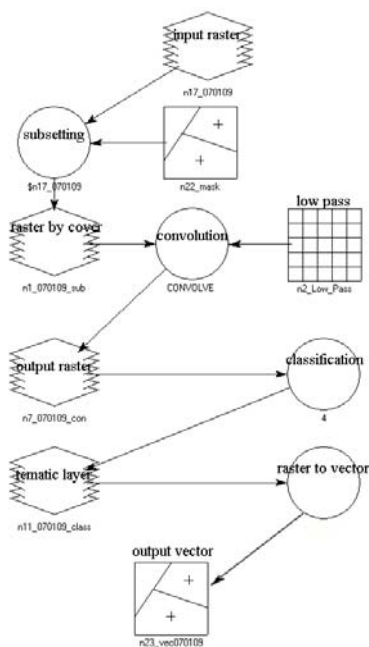 input raster
n17_070109
subsetting
$n17_070109
n22_mask
low pass
raster by cover
convolution
n1_070109_sub
CONVOLVE
n2_Low_Pass
output raster
classification
n7_070109_con
4
tematic layer
raster to vector
n11_070109_class
output vector
n23_vec070109